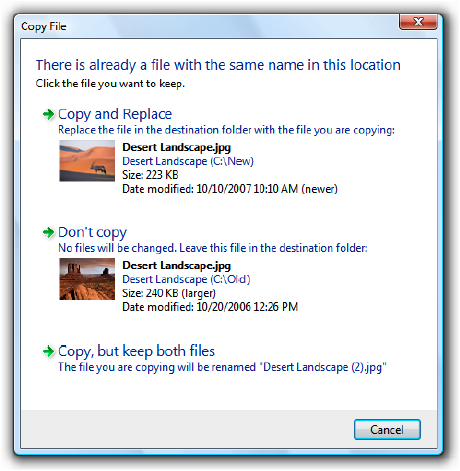 Copy File
There is already a file with the same name in this location
Click the file you want to keep.
Copy and Replace
Replace the file in the destination folder with the file you are copying:
Desert Landscape.jpg
Desert Landscape (C:\New)
Size: 223 KB
Date modified: 10/10/2007 10:10 AM (newer)
Don't copy
No files will be changed. Leave this file in the destination folder:
Desert Landscape.jpg
Desert Landscape (C:\Old)
Size: 240 KB (larger)
Date modified: 10/20/2006 12:26 PM
Copy, but keep both files
The file you are copying will be renamed "Desert Landscape (2).jpg"
Cancel